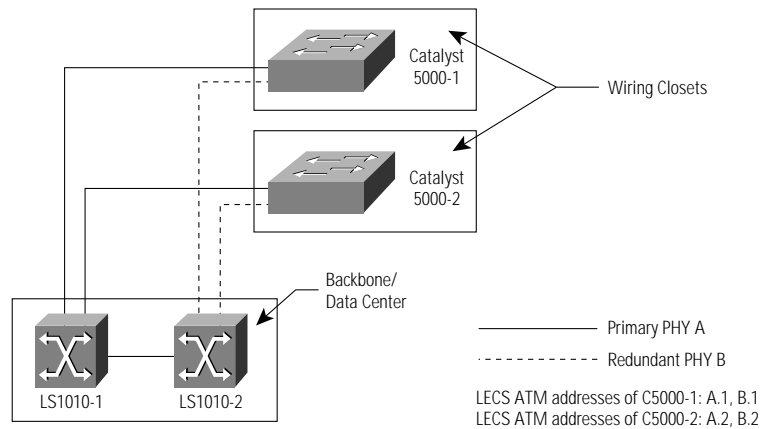 Catalyst
5000-1
Wiring Closets
Catalyst
5000-2
Backbone/
Data Center
Primary PHY A
Redundant PHY B
LS1010-1
LS1010-2
LECS ATM addresses of C5000-1: A.1, B.1
LECS ATM addresses of C5000-2: A.2, B.2